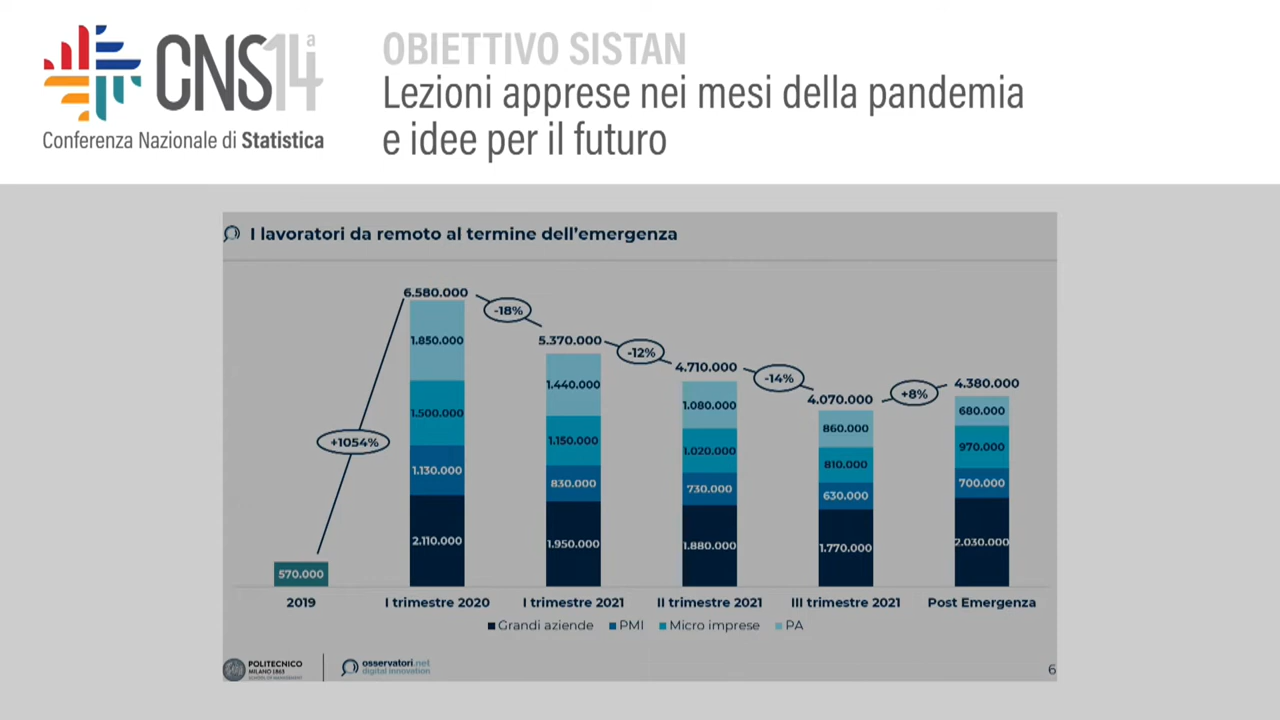 CNS14a
Conferenza Nazionale di Statistica
OBIETTIVO SISTAN
Lezioni apprese nei mesi della pandemia
e idee per il futuro
I lavoratori da remoto al termine dell'emergenza
6.580.000
-18%
5.370.000
-12%
4.710.000
-14%
4.070.000
+8%
4.380.000
+1054%
1.850.000
1.500.000
1.130.000
2.110.000
1.440.000
1.150.000
830.000
1.950.000
1.080.000
1.020.000
730.000
1.880.000
860.000
810.000
630.000
1.770.000
680.000
970.000
700.000
2.030.000
570.000
2019 I trimestre 2020 I trimestre 2021 II trimestre 2021 III trimestre 2021 Post Emergenza
Grandi aziende PMI Micro imprese PA
POLITECNICO
MILANO 1863
SCHOOL OF MANAGEMENT
osservatori.net
digital innovation
6